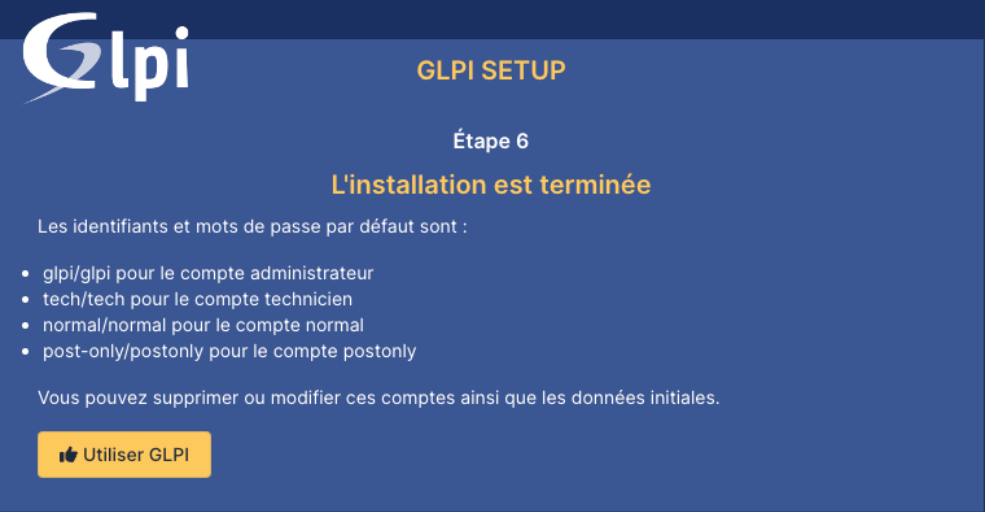 Glpi
GLPI SETUP
Étape 6
L'installation est terminée
Les identifiants et mots de passe par défaut sont :
glpi/glpi pour le compte administrateur
tech/tech pour le compte technicien
normal/normal pour le compte normal
post-only/postonly pour le compte postonly
Vous pouvez supprimer ou modifier ces comptes ainsi que les données initiales.
Utiliser GLPI